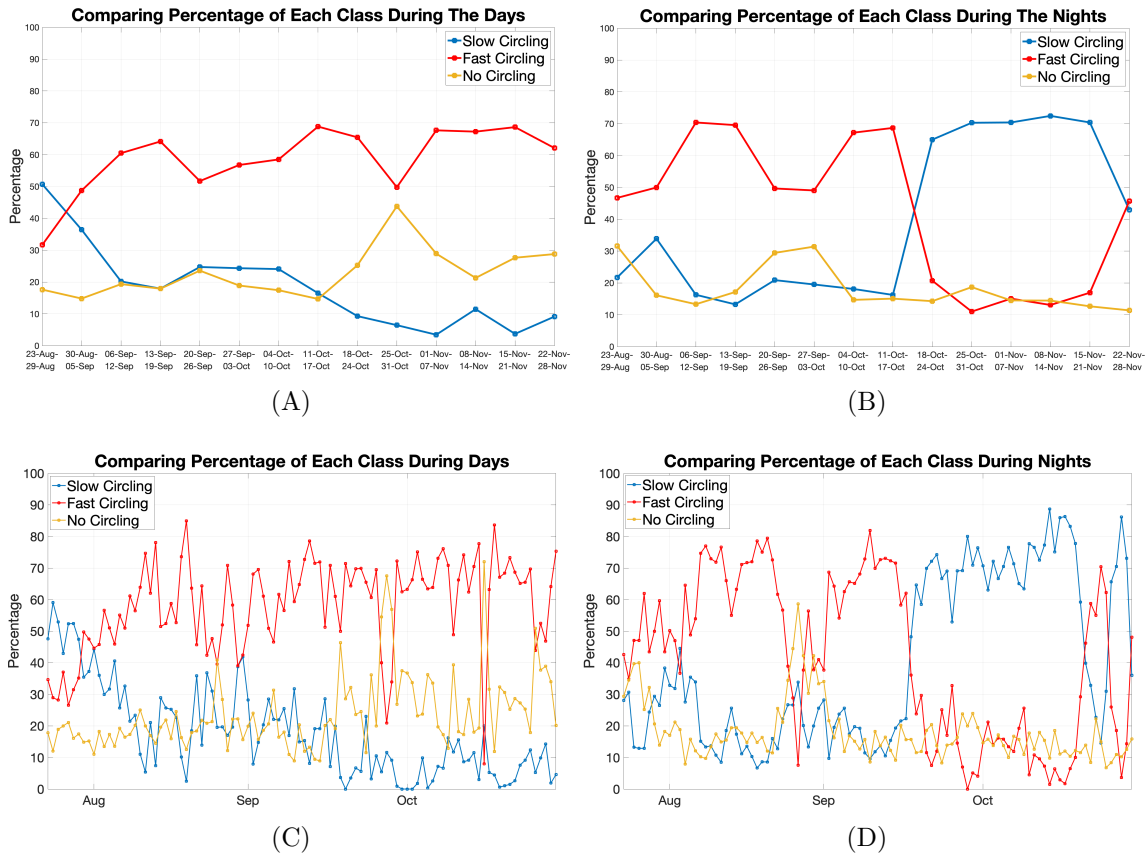 Comparing Percentage of Each Class During The Days
100
90
80
70
60
50
40
30
20
10
0
Percentage
Slow Circling
Fast Circling
No Circling
23-Aug- 30-Aug- 06-Sep- 13-Sep- 20-Sep- 27-Sep- 04-Oct- 11-Oct- 18-Oct- 25-Oct- 01-Nov- 08-Nov- 15-Nov- 22-Nov-
29-Aug 05-Sep 12-Sep 19-Sep 26-Sep 03-Oct 10-Oct 17-Oct 24-Oct 31-Oct 07-Nov 14-Nov 21-Nov 28-Nov
(A)
Comparing Percentage of Each Class During The Nights
100
90
80
70
60
50
40
30
20
10
0
Percentage
Slow Circling
Fast Circling
No Circling
23-Aug- 30-Aug- 06-Sep- 13-Sep- 20-Sep- 27-Sep- 04-Oct- 11-Oct- 18-Oct- 25-Oct- 01-Nov- 08-Nov- 15-Nov- 22-Nov-
29-Aug 05-Sep 12-Sep 19-Sep 26-Sep 03-Oct 10-Oct 17-Oct 24-Oct 31-Oct 07-Nov 14-Nov 21-Nov 28-Nov
(B)
Comparing Percentage of Each Class During Days
100
90
80
70
60
50
40
30
20
10
0
Percentage
Slow Circling
Fast Circling
No Circling
Aug Sep Oct
(C)
Comparing Percentage of Each Class During Nights
100
90
80
70
60
50
40
30
20
10
0
Percentage
Slow Circling
Fast Circling
No Circling
Aug Sep Oct
(D)